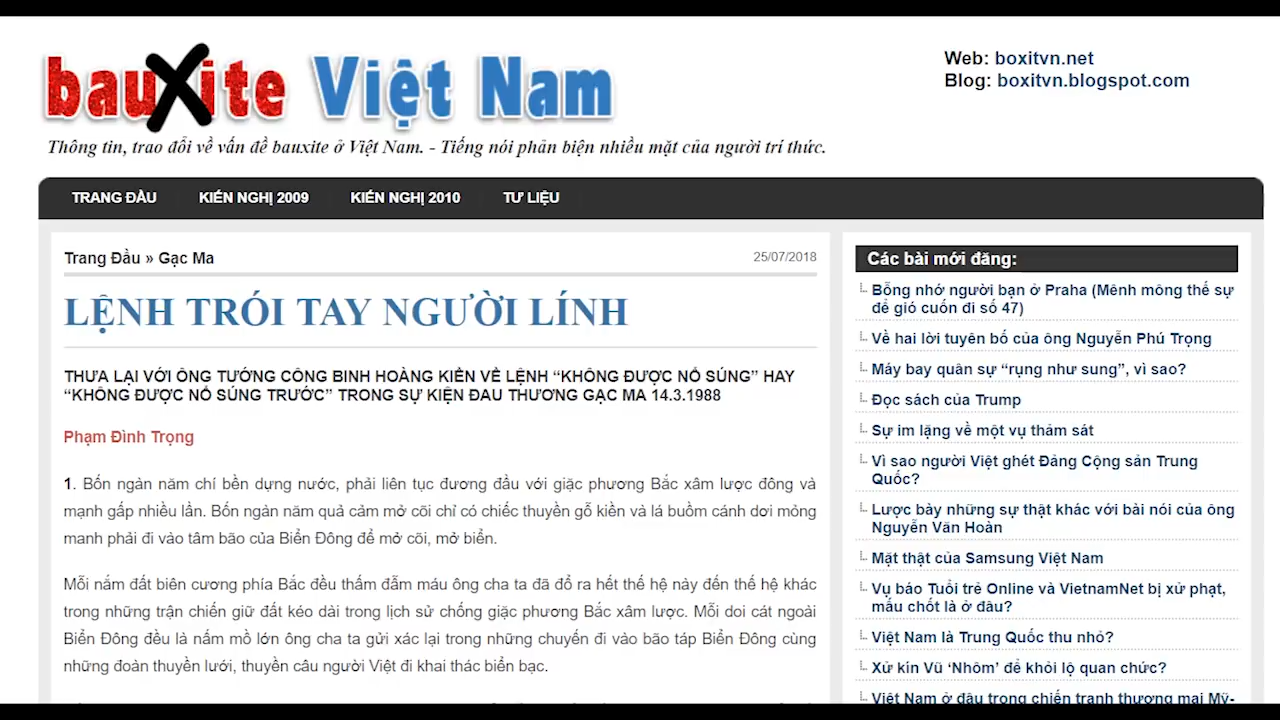 bauxite Việt Nam
Web: boxitvn.net
Blog: boxitvn.blogspot.com
Thông tin, trao đổi về vấn đề bauxite ở Việt Nam. - Tiếng nói phản biện nhiều mặt của người trí thức.
TRANG ĐẦU KIẾN NGHỊ 2009 KIẾN NGHỊ 2010 TƯ LIỆU
Trang Đầu » Gạc Ma 25/07/2018
LỆNH TRÓI TAY NGƯỜI LÍNH
THƯA LẠI VỚI ÔNG TƯỚNG CÔNG BINH HOÀNG KIỀN VỀ LỆNH “KHÔNG ĐƯỢC NỔ SÚNG” HAY
“KHÔNG ĐƯỢC NỔ SÚNG TRƯỚC” TRONG SỰ KIỆN ĐAU THƯƠNG GẠC MA 14.3.1988
Phạm Đình Trọng
1. Bốn ngàn năm chí bền dựng nước, phải liên tục đương đầu với giặc phương Bắc xâm lược đông và
mạnh gấp nhiều lần. Bốn ngàn năm quả cảm mở cõi chỉ có chiếc thuyền gỗ kiền và lá buồm cánh dơi mỏng
manh phải đi vào tâm bão của Biển Đông để mở cõi, mở biển.
Mỗi nắm đất biên cương phía Bắc đều thấm đẫm máu ông cha ta đã đổ ra hết thế hệ này đến thế hệ khác
trong những trận chiến giữ đất kéo dài trong lịch sử chống giặc phương Bắc xâm lược. Mỗi doi cát ngoài
Biển Đông đều là nấm mồ lớn ông cha ta gửi xác lại trong những chuyến đi vào bão táp Biển Đông cùng
những đoàn thuyền lưới, thuyền câu người Việt đi khai thác biển bạc.
Các bài mới đăng:
Bỗng nhớ người bạn ở Praha (Mênh mông thế sự
để gió cuốn đi số 47)
Về hai lời tuyên bố của ông Nguyễn Phú Trọng
Máy bay quân sự “rụng như sung”, vì sao?
Đọc sách của Trump
Sự im lặng về một vụ thảm sát
Vì sao người Việt ghét Đảng Cộng sản Trung
Quốc?
Lược bày những sự thật khác với bài nói của ông
Nguyễn Văn Hoàn
Mặt thật của Samsung Việt Nam
Vụ báo Tuổi trẻ Online và VietnamNet bị xử phạt,
mấu chốt là ở đâu?
Việt Nam là Trung Quốc thu nhỏ?
Xử kín Vũ ‘Nhôm’ để khỏi lộ quan chức?
Việt Nam ở đâu trong chiến tranh thương mại Mỹ-